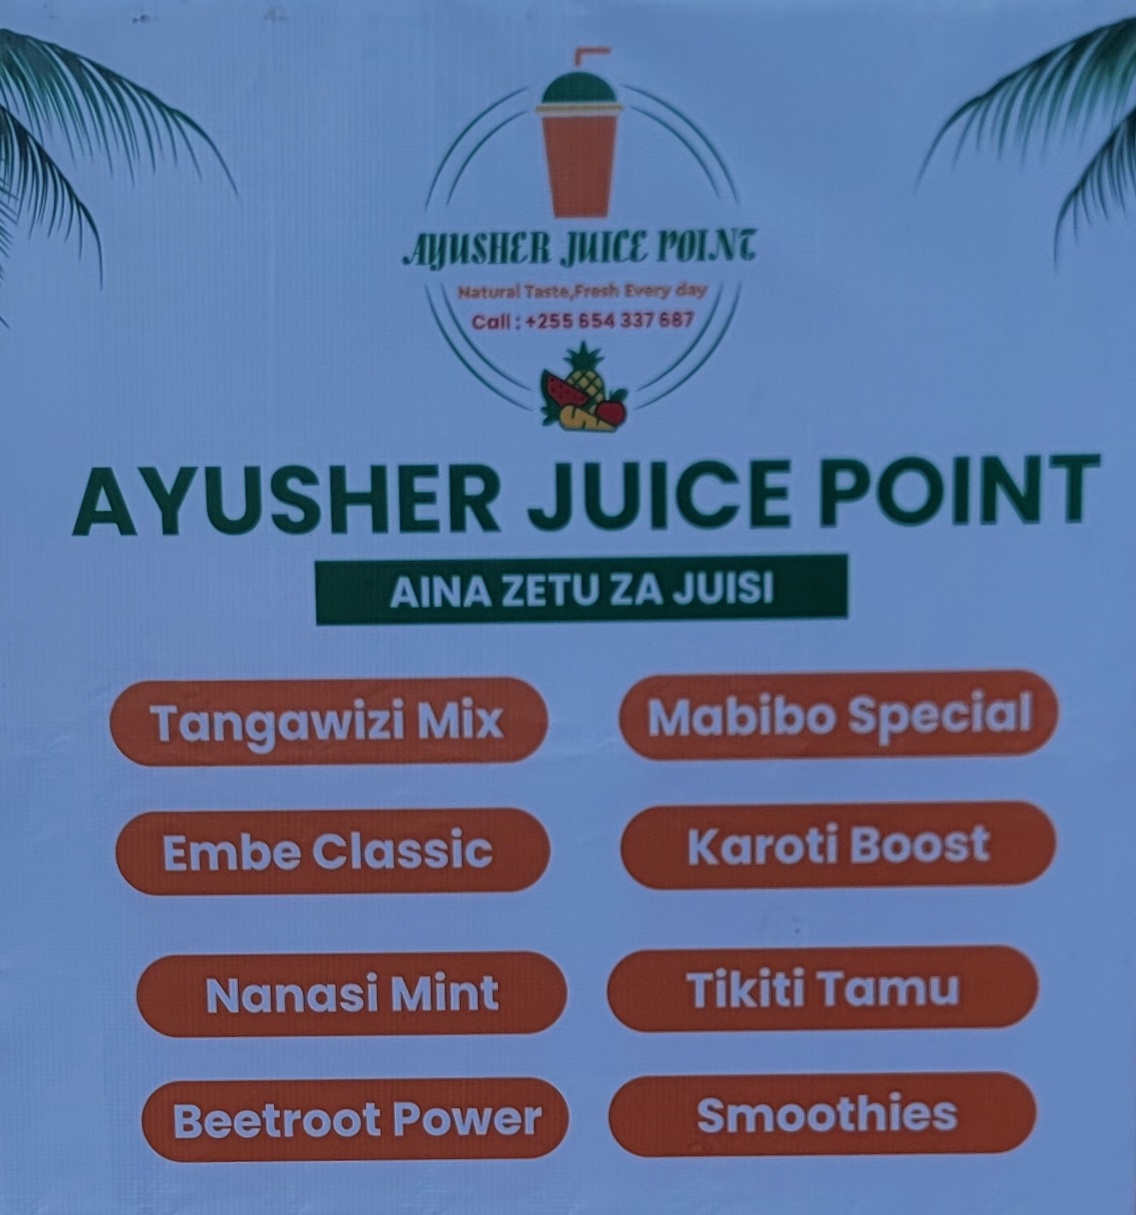 AYUSHER JUICE POINT
Natural Taste,Fresh Every day
Call : +255 654 337 687
AYUSHER JUICE POINT
AINA ZETU ZA JUISI
Tangawizi Mix
Mabibo Special
Embe Classic
Karoti Boost
Nanasi Mint
Tikiti Tamu
Beetroot Power
Smoothies